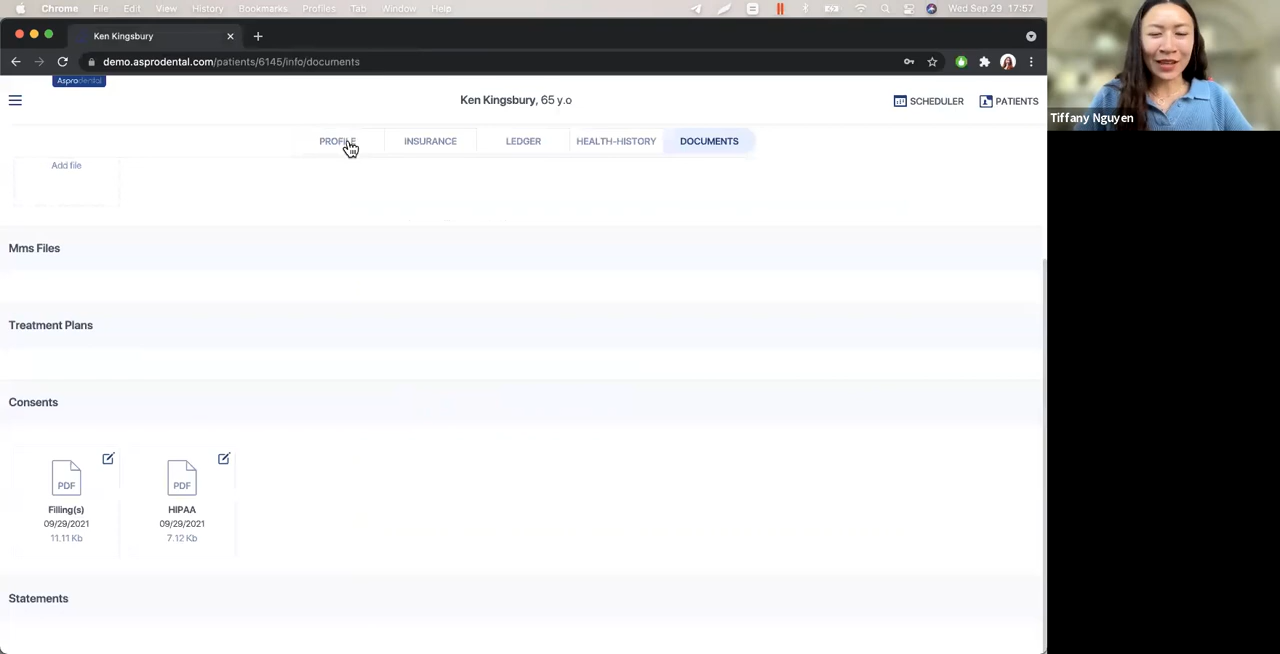 Chrome File Edit View History Bookmarks Profiles Tab Window Help Wed Sep 29 17:57
Ken Kingsbury
demo.asprodental.com/patients/6145/info/documents
Asprodental
Ken Kingsbury, 65 y.o
SCHEDULER
PATIENTS
PROFILE INSURANCE LEDGER HEALTH-HISTORY DOCUMENTS
Tiffany Nguyen
Add file
Mms Files
Treatment Plans
Consents
PDF PDF
Filling(s) HIPAA
09/29/2021 09/29/2021
11.11 Kb 7.12 Kb
Statements